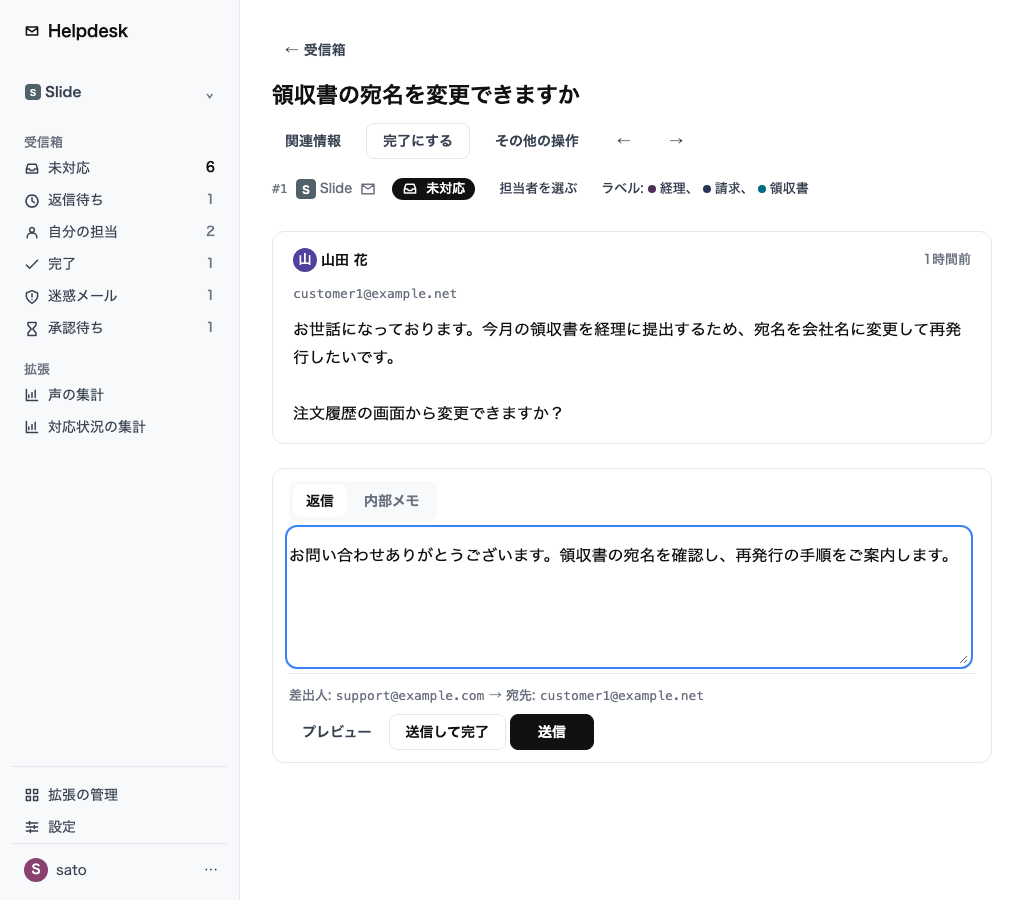 Helpdesk
S Slide
受信箱
未対応 6
返信待ち 1
自分の担当 2
完了 1
迷惑メール 1
承認待ち 1
拡張
声の集計
対応状況の集計
拡張の管理
設定
S sato ...
← 受信箱
領収書の宛名を変更できますか
関連情報 完了にする その他の操作 ← →
#1 S Slide 未対応 担当者を選ぶ ラベル: 経理、 請求、 領収書
山 山田 花 1時間前
customer1@example.net
お世話になっております。今月の領収書を経理に提出するため、宛名を会社名に変更して再発
行したいです。
注文履歴の画面から変更できますか？
返信 内部メモ
お問い合わせありがとうございます。領収書の宛名を確認し、再発行の手順をご案内します。
差出人: support@example.com → 宛先: customer1@example.net
プレビュー 送信して完了 送信